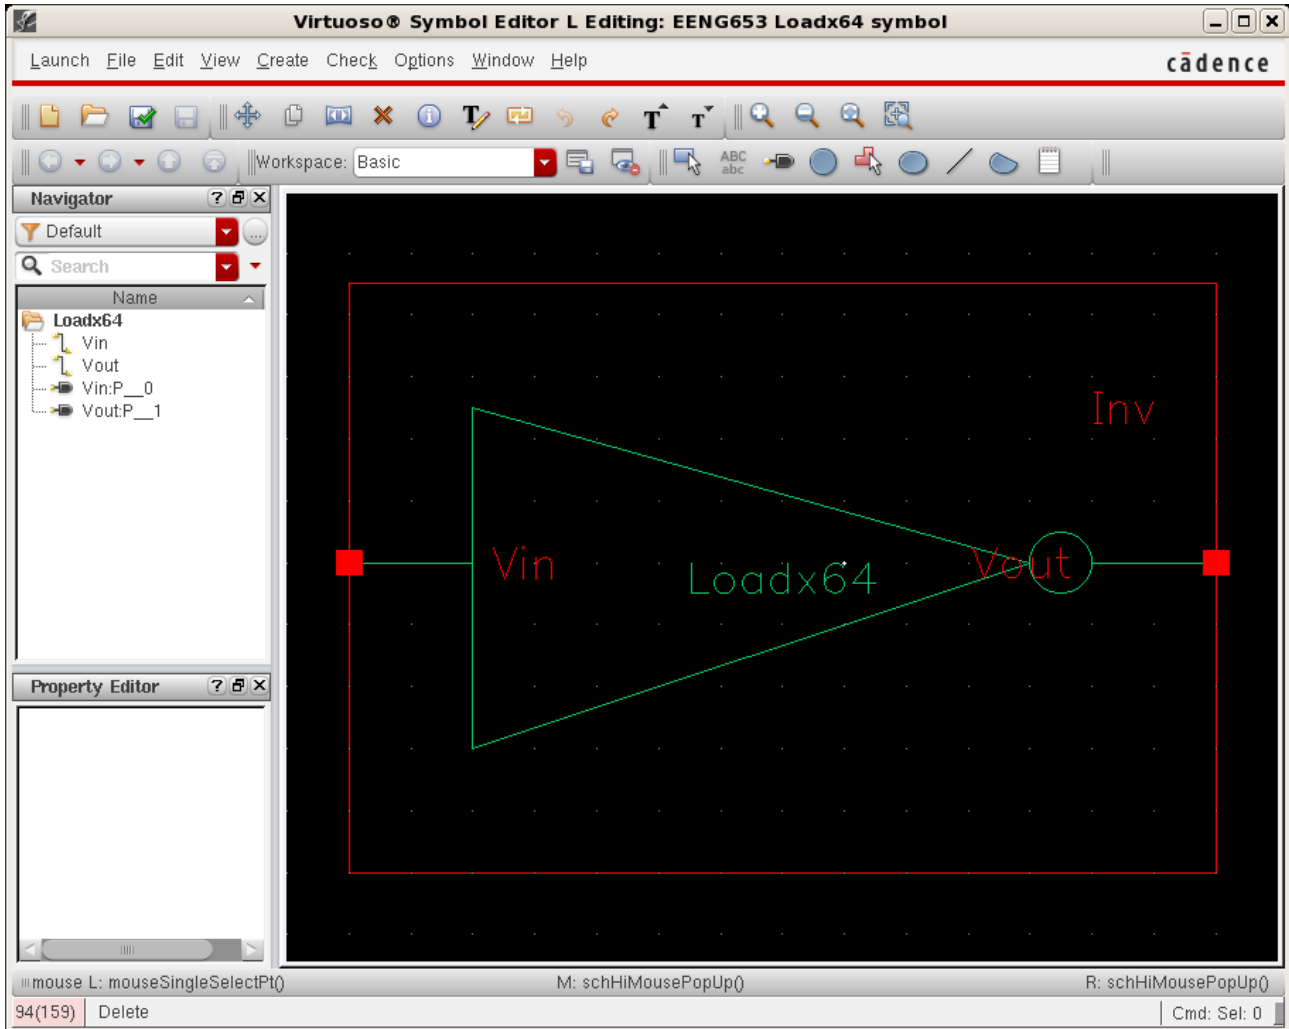 Virtuoso® Symbol Editor L Editing: EENG653 Loadx64 symbol
Launch File Edit View Create Check Options Window Help
cādence
T T T
Workspace: Basic
ABC
abc
Navigator
Default
...
Search
Name
Loadx64
Vin
Vout
Vin:P__0
Vout:P__1
Inv
Vin
Loadx64
Vout
Property Editor
mouse L: mouseSingleSelectPt()
M: schHiMousePopUp()
R: schHiMousePopUp()
94(159)
Delete
Cmd: Sel: 0